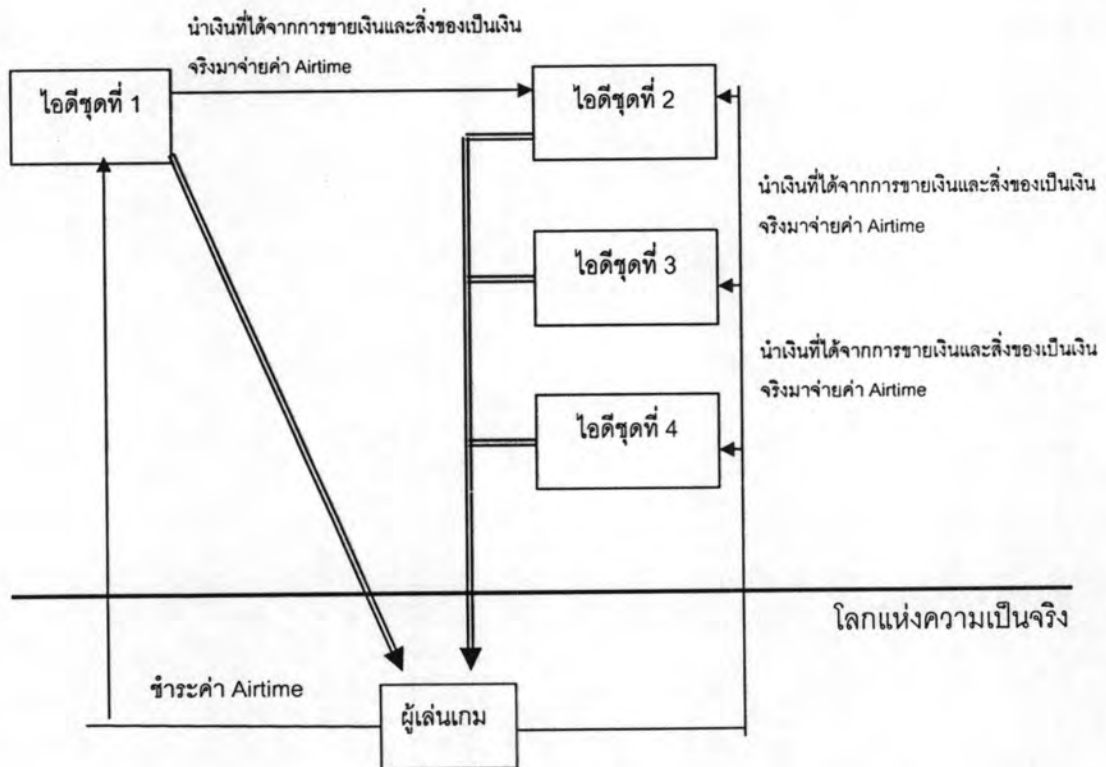 นำเงินที่ได้จากการขายเงินและสิ่งของเป็นเงิน
จริงมาจ่ายค่า Airtime
ไอดีชุดที่ 1
ไอดีชุดที่ 2
นำเงินที่ได้จากการขายเงินและสิ่งของเป็นเงิน
จริงมาจ่ายค่า Airtime
ไอดีชุดที่ 3
นำเงินที่ได้จากการขายเงินและสิ่งของเป็นเงิน
จริงมาจ่ายค่า Airtime
ไอดีชุดที่ 4
โลกแห่งความเป็นจริง
ชำระค่า Airtime
ผู้เล่นเกม